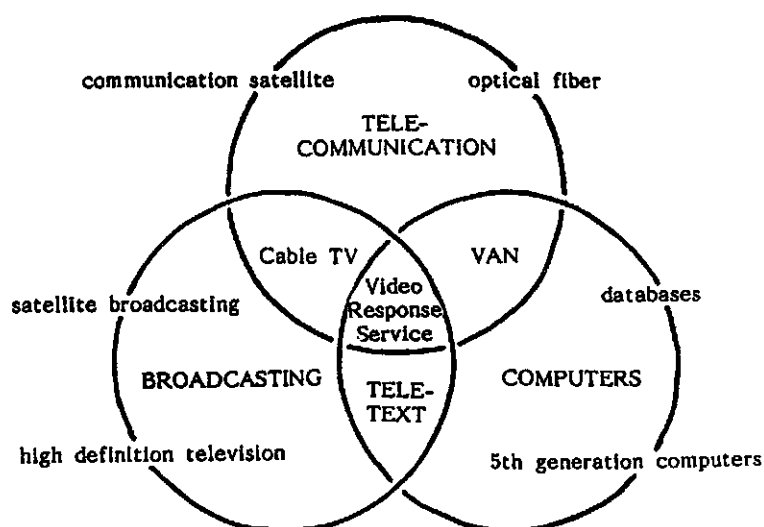 communication satellite
optical fiber
TELE-
COMMUNICATION
Cable TV
VAN
Video
Response
Service
satellite broadcasting
databases
BROADCASTING
TELE-
TEXT
COMPUTERS
high definition television
5th generation computers